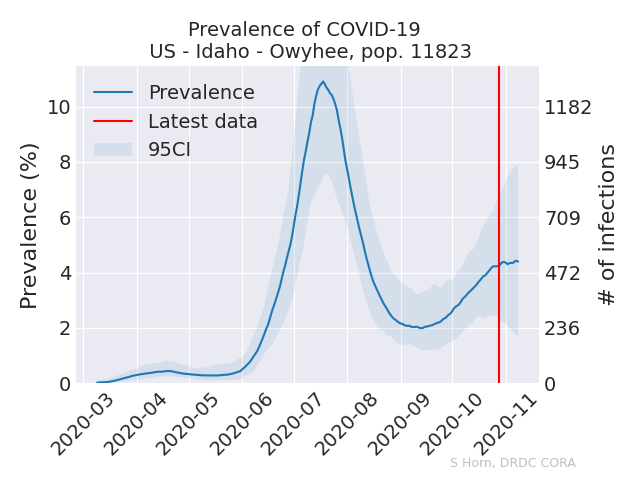 Prevalence of COVID-19
US - Idaho - Owyhee, pop. 11823
Prevalence
Latest data
95CI
Prevalence (%)
10
8
6
4
2
0
1182
945
709
472
236
0
# of infections
2020-03
2020-04
2020-05
2020-06
2020-07
2020-08
2020-09
2020-10
2020-11
S Horn, DRDC CORA